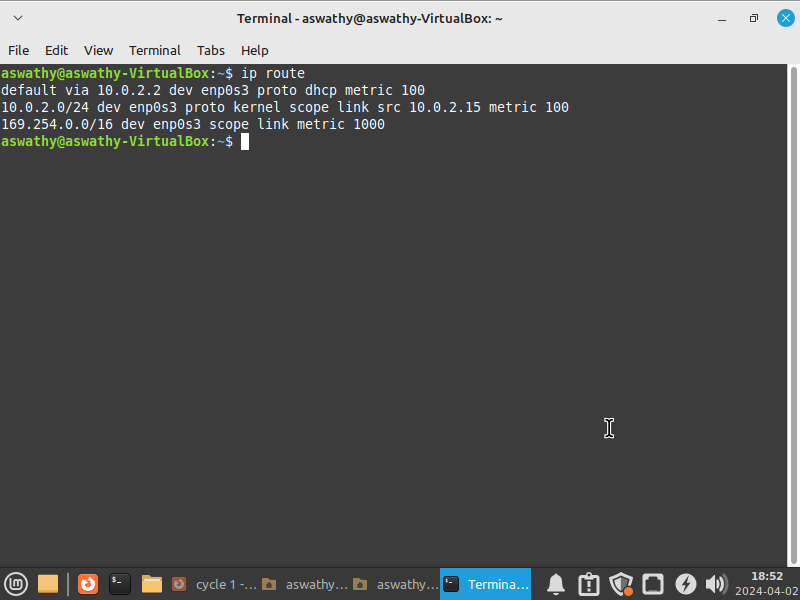 Terminal - aswathy@aswathy-VirtualBox: ~
File Edit View Terminal Tabs Help
aswathy@aswathy-VirtualBox:~$ ip route
default via 10.0.2.2 dev enp0s3 proto dhcp metric 100
10.0.2.0/24 dev enp0s3 proto kernel scope link src 10.0.2.15 metric 100
169.254.0.0/16 dev enp0s3 scope link metric 1000
aswathy@aswathy-VirtualBox:~$
cycle 1 -... aswathy... aswathy... Termina... 18:52
2024-04-02